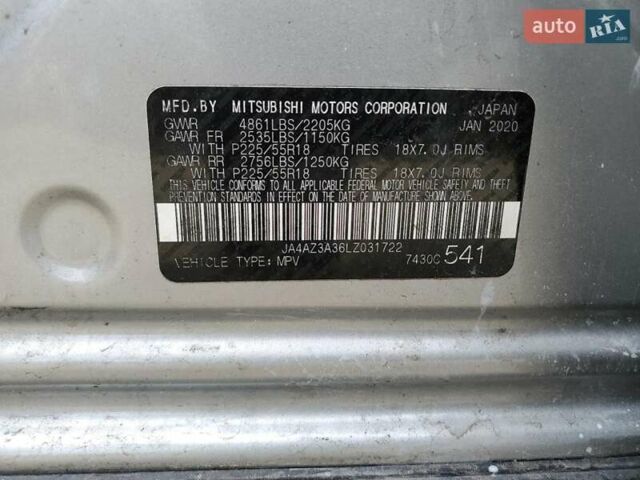 auto RIA .com
MFD.BY MITSUBISHI MOTORS CORPORATION JAPAN
GVWR 4861LBS/2205KG JAN 2020
GAWR FR 2535LBS/1150KG
WITH P225/55R18 TIRES 18X7.0J RIMS
GAWR RR 2756LBS/1250KG
WITH P225/55R18 TIRES 18X7.0J RIMS
THIS VEHICLE CONFORMS TO ALL APPLICABLE FEDERAL MOTOR VEHICLE SAFETY AND THEFT
PREVENTION STANDARDS IN EFFECT ON THE DATE OF MANUFACTURE SHOWN ABOVE.
JA4AZ3A36LZ031722
VEHICLE TYPE: MPV 7430C 541